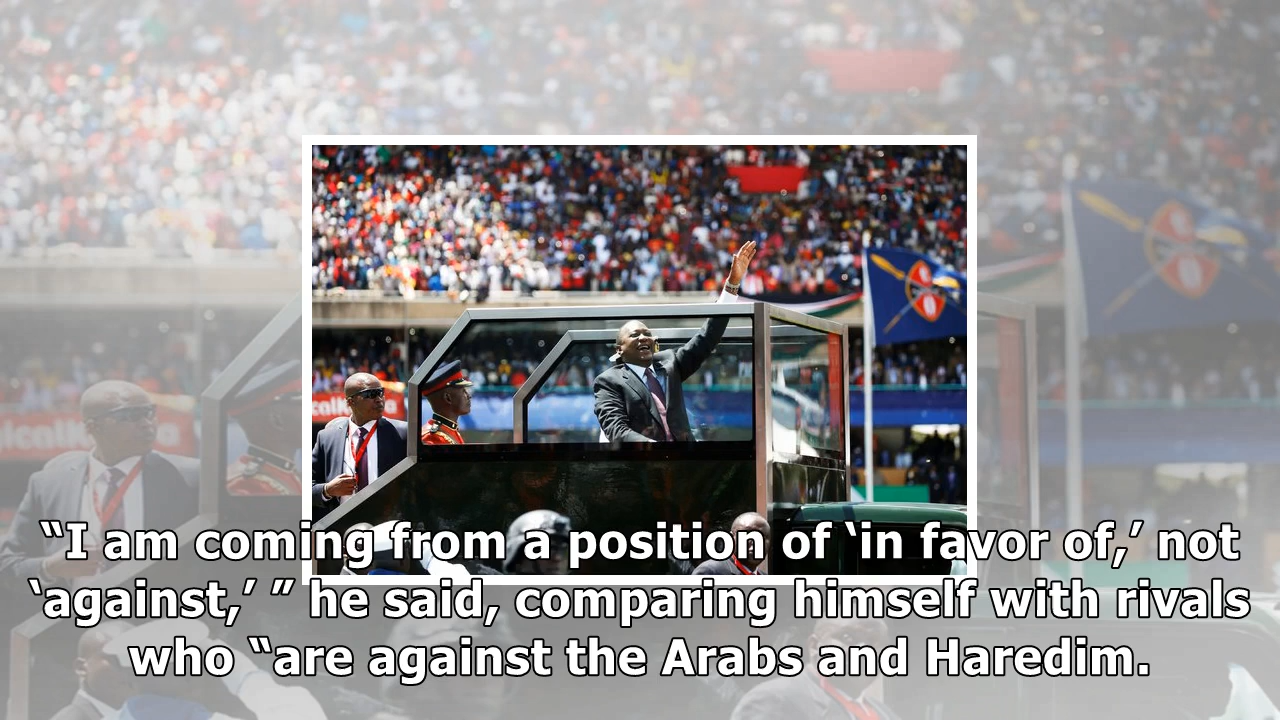 “I am coming from a position of ‘in favor of,’ not
‘against,’ ” he said, comparing himself with rivals
who “are against the Arabs and Haredim.